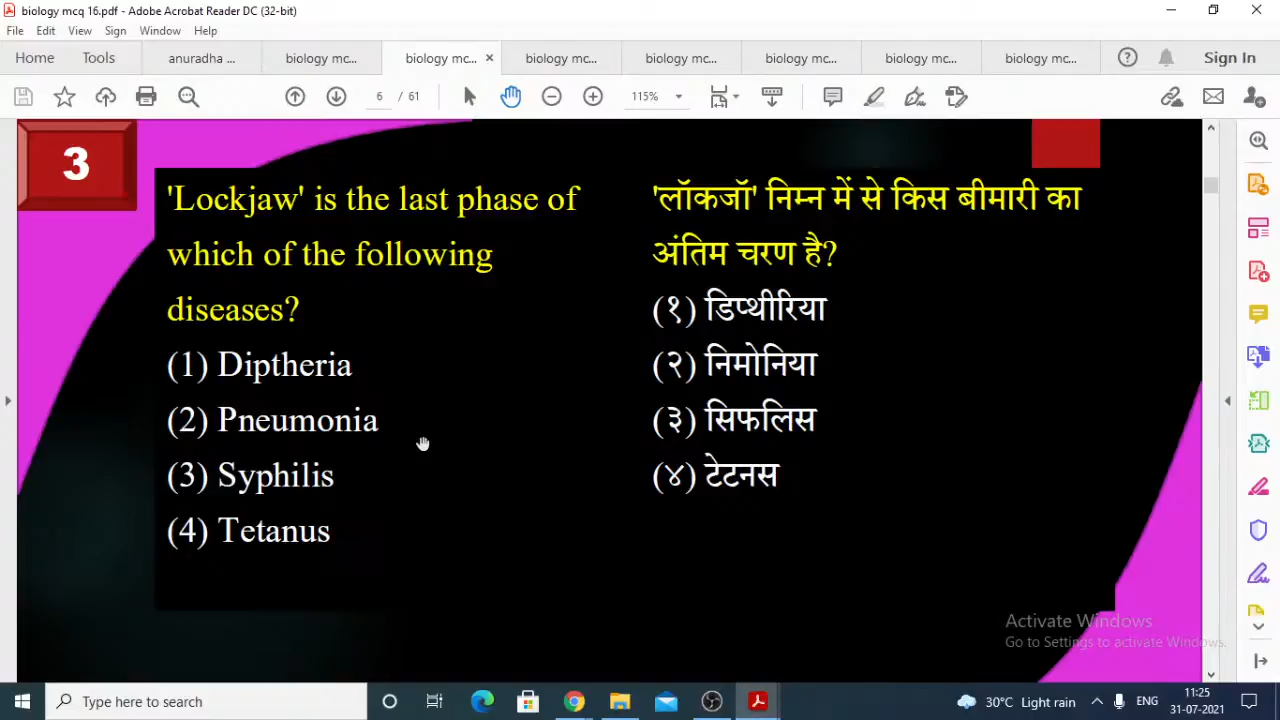 biology mcq 16.pdf - Adobe Acrobat Reader DC (32-bit)
File Edit View Sign Window Help
Home Tools anuradha ... biology mc... biology mc... × biology mc... biology mc... biology mc... biology mc... biology mc... Sign In
6 / 61 115%
3
'Lockjaw' is the last phase of
which of the following
diseases?
(1) Diptheria
(2) Pneumonia
(3) Syphilis
(4) Tetanus
'लॉकजॉ' निम्न में से किस बीमारी का
अंतिम चरण है?
(१) डिप्थीरिया
(२) निमोनिया
(३) सिफलिस
(४) टेटनस
Activate Windows
Go to Settings to activate Windows.
Type here to search
30°C Light rain ENG 11:25
31-07-2021